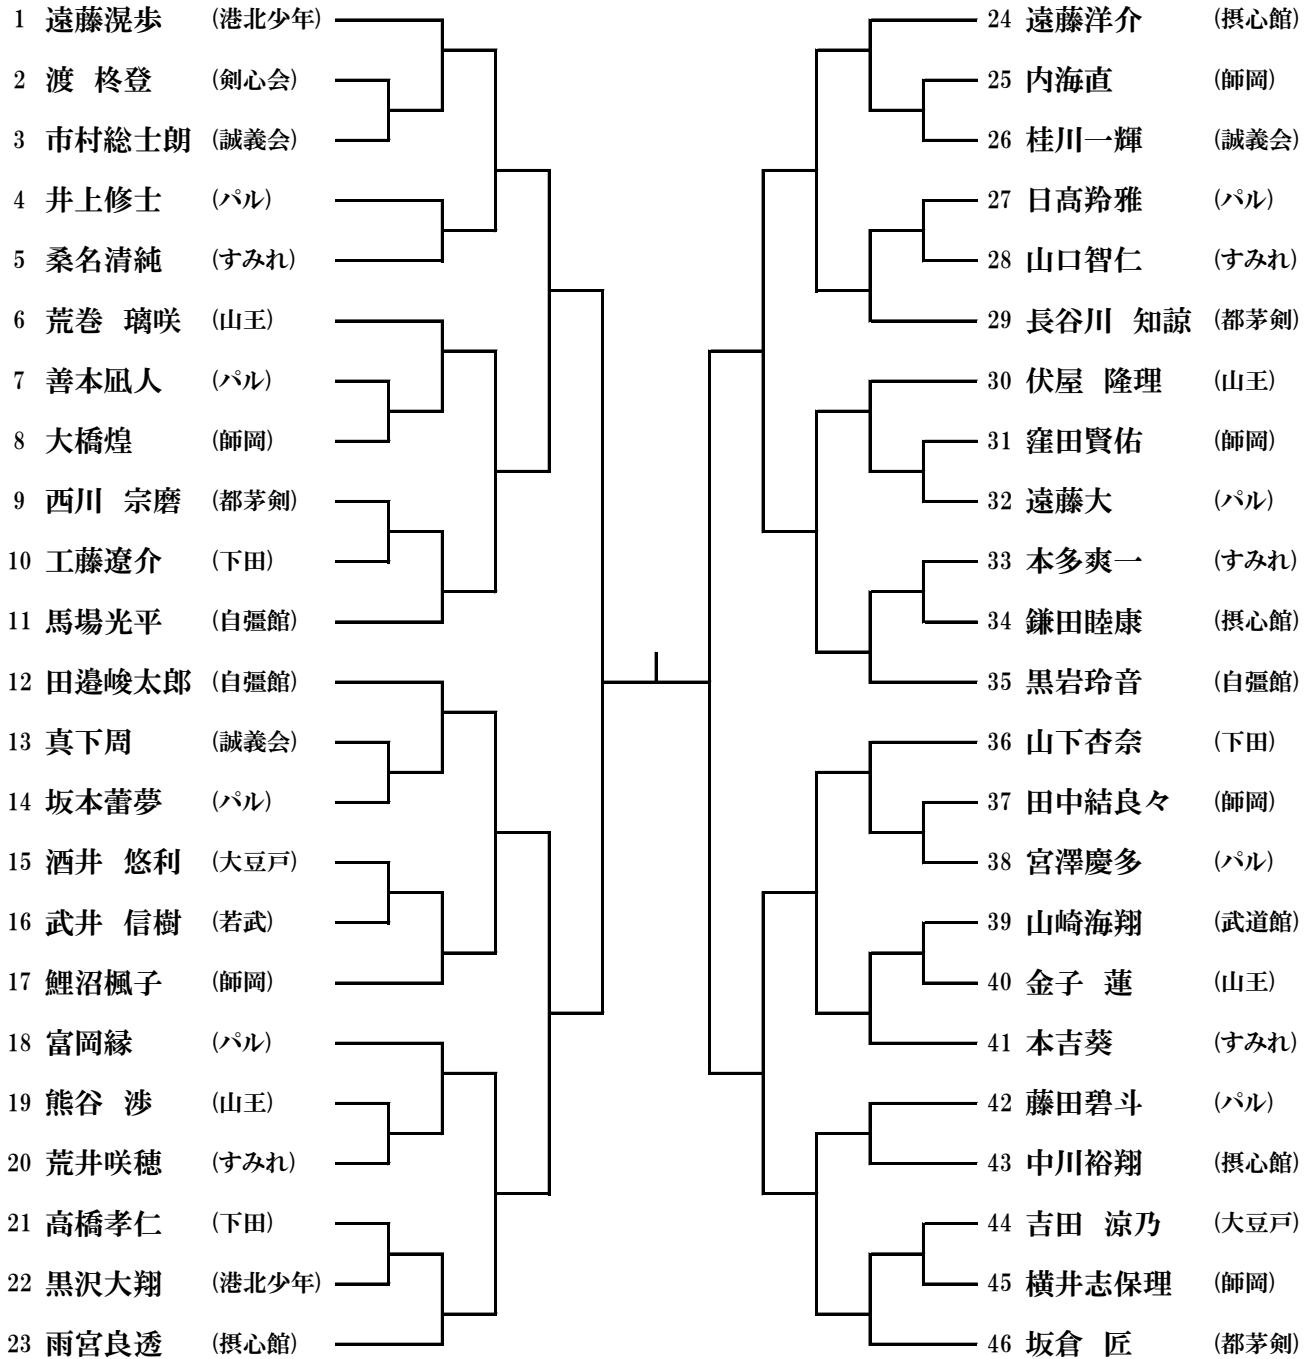 1 遠藤滉歩 (港北少年)
2 渡 柊登 (剣心会)
3 市村総士朗 (誠義会)
4 井上修士 (パル)
5 桑名清純 (すみれ)
6 荒巻 璃咲 (山王)
7 善本凪人 (パル)
8 大橋煌 (師岡)
9 西川 宗磨 (都茅剣)
10 工藤遼介 (下田)
11 馬場光平 (自彊館)
12 田邉峻太郎 (自彊館)
13 真下周 (誠義会)
14 坂本蕾夢 (パル)
15 酒井 悠利 (大豆戸)
16 武井 信樹 (若武)
17 鯉沼楓子 (師岡)
18 富岡縁 (パル)
19 熊谷 渉 (山王)
20 荒井咲穂 (すみれ)
21 高橋孝仁 (下田)
22 黒沢大翔 (港北少年)
23 雨宮良透 (摂心館)
24 遠藤洋介 (摂心館)
25 内海直 (師岡)
26 桂川一輝 (誠義会)
27 日髙羚雅 (パル)
28 山口智仁 (すみれ)
29 長谷川 知諒 (都茅剣)
30 伏屋 隆理 (山王)
31 窪田賢佑 (師岡)
32 遠藤大 (パル)
33 本多爽一 (すみれ)
34 鎌田睦康 (摂心館)
35 黒岩玲音 (自彊館)
36 山下杏奈 (下田)
37 田中結良々 (師岡)
38 宮澤慶多 (パル)
39 山崎海翔 (武道館)
40 金子 蓮 (山王)
41 本吉葵 (すみれ)
42 藤田碧斗 (パル)
43 中川裕翔 (摂心館)
44 吉田 涼乃 (大豆戸)
45 横井志保理 (師岡)
46 坂倉 匠 (都茅剣)